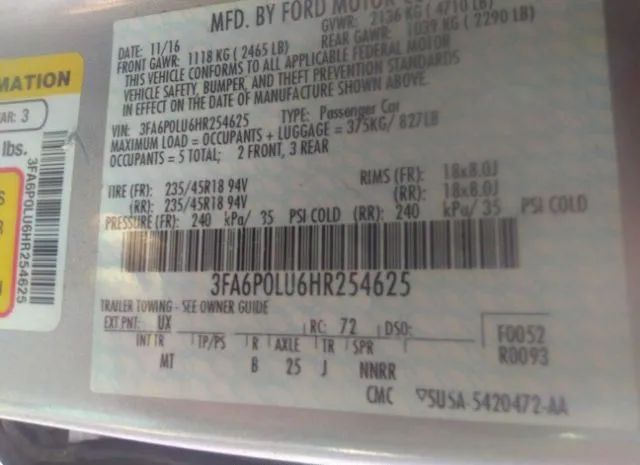 MFD. BY FORD MOTOR
DATE: 11/16
GVWR: 2136 KG (4710 LB)
FRONT GAWR: 1118 KG (2465 LB)
REAR GAWR: 1039 KG (2290 LB)
THIS VEHICLE CONFORMS TO ALL APPLICABLE FEDERAL MOTOR
VEHICLE SAFETY, BUMPER, AND THEFT PREVENTION STANDARDS
IN EFFECT ON THE DATE OF MANUFACTURE SHOWN ABOVE.
VIN: 3FA6P0LU6HR254625 TYPE: Passenger Car
MAXIMUM LOAD = OCCUPANTS + LUGGAGE = 375KG/ 827LB
OCCUPANTS = 5 TOTAL; 2 FRONT, 3 REAR
TIRE (FR): 235/45R18 94V RIMS (FR): 18x8.0J
(RR): 235/45R18 94V (RR): 18x8.0J
PRESSURE (FR): 240 kPa/ 35 PSI COLD (RR): 240 kPa/ 35 PSI COLD
3FA6P0LU6HR254625
TRAILER TOWING - SEE OWNER GUIDE
EXT PNT: UX RC: 72 DSO:
F0052
R0093
INT TR TP/PS R AXLE TR SPR
MT B 25 J NNRR
CMC 5USA-5420472-AA
MATION
AR: 3
lbs.
3FA6P0LU6HR254625